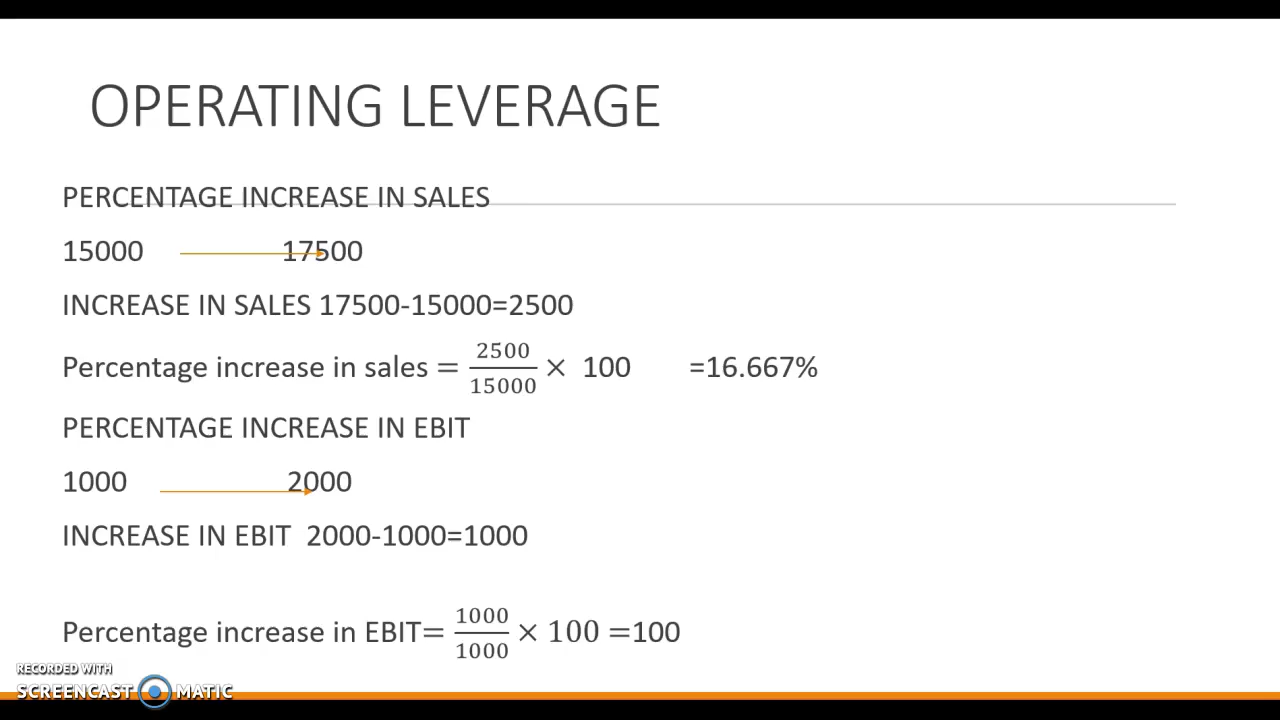 OPERATING LEVERAGE
PERCENTAGE INCREASE IN SALES
15000 17500
INCREASE IN SALES 17500-15000=2500
Percentage increase in sales = 2500/15000 × 100 =16.667%
PERCENTAGE INCREASE IN EBIT
1000 2000
INCREASE IN EBIT 2000-1000=1000
Percentage increase in EBIT= 1000/1000 × 100 =100
RECORDED WITH
SCREENCAST MATIC